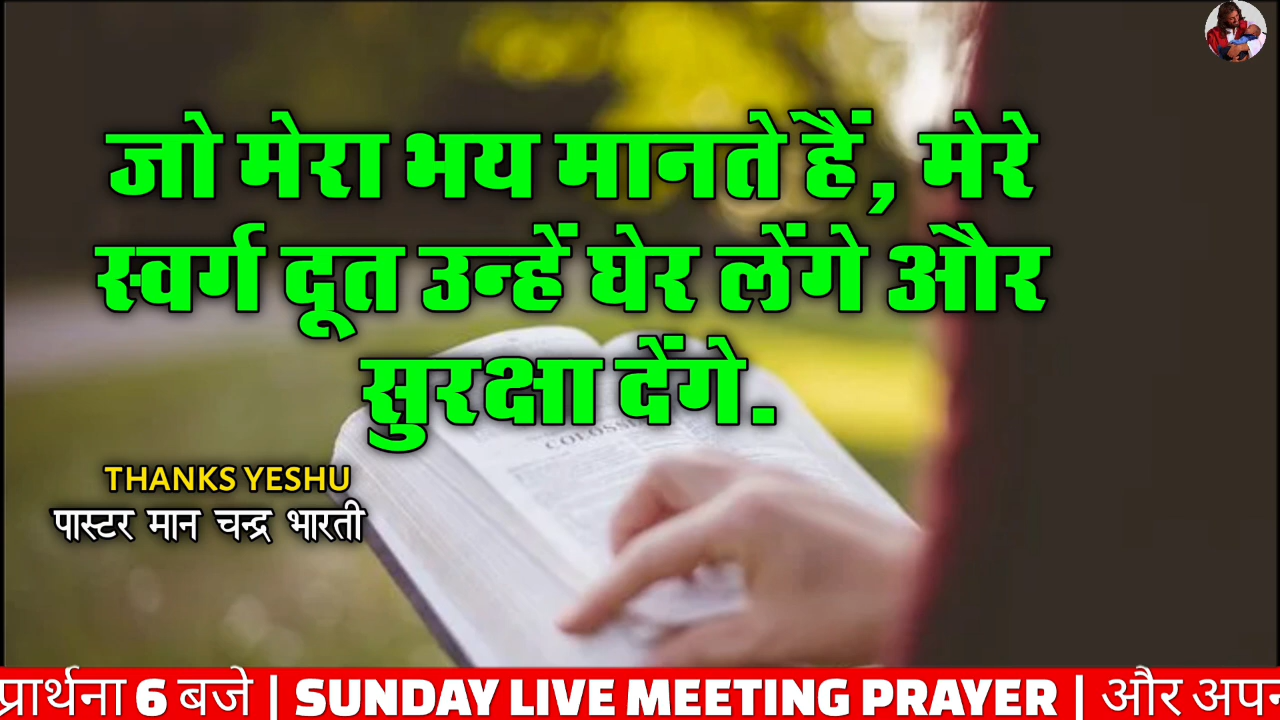 जो मेरा भय मानते हैं, मेरे
स्वर्ग दूत उन्हें घेर लेंगे और
सुरक्षा देंगे.
THANKS YESHU
पास्टर मान चन्द्र भारती
प्रार्थना 6 बजे | SUNDAY LIVE MEETING PRAYER | और